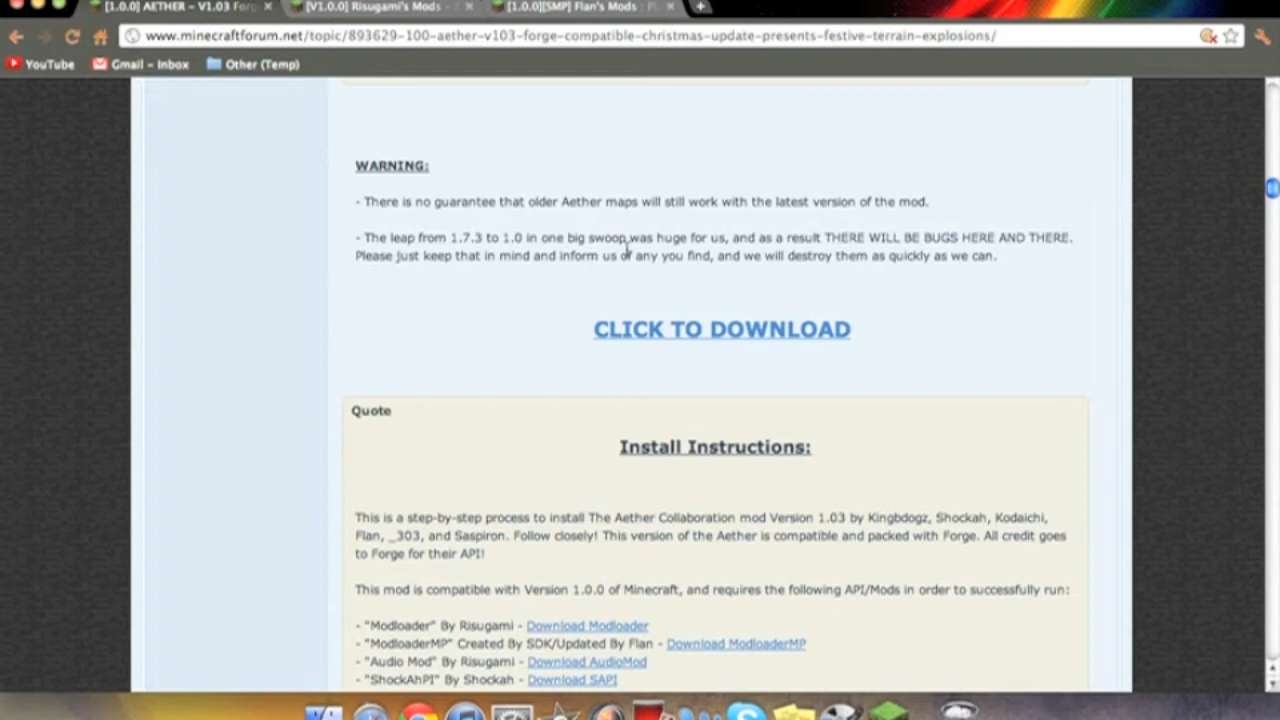 [1.0.0] AETHER - V1.03 For
[V1.0.0] Risugami's Mods -
[1.0.0][SMP] Flan's Mods :
www.minecraftforum.net/topic/893629-100-aether-v103-forge-compatible-christmas-update-presents-festive-terrain-explosions/
YouTube
Gmail - Inbox
Other (Temp)
WARNING:
- There is no guarantee that older Aether maps will still work with the latest version of the mod.
- The leap from 1.7.3 to 1.0 in one big swoop was huge for us, and as a result THERE WILL BE BUGS HERE AND THERE.
Please just keep that in mind and inform us of any you find, and we will destroy them as quickly as we can.
CLICK TO DOWNLOAD
Quote
Install Instructions:
This is a step-by-step process to install The Aether Collaboration mod Version 1.03 by Kingbdogz, Shockah, Kodaichi,
Flan, _303, and Saspiron. Follow closely! This version of the Aether is compatible and packed with Forge. All credit goes
to Forge for their API!
This mod is compatible with Version 1.0.0 of Minecraft, and requires the following API/Mods in order to successfully run:
- "Modloader" By Risugami - Download Modloader
- "ModloaderMP" Created By SDK/Updated By Flan - Download ModloaderMP
- "Audio Mod" By Risugami - Download AudioMod
- "ShockAhPI" By Shockah - Download SAPI